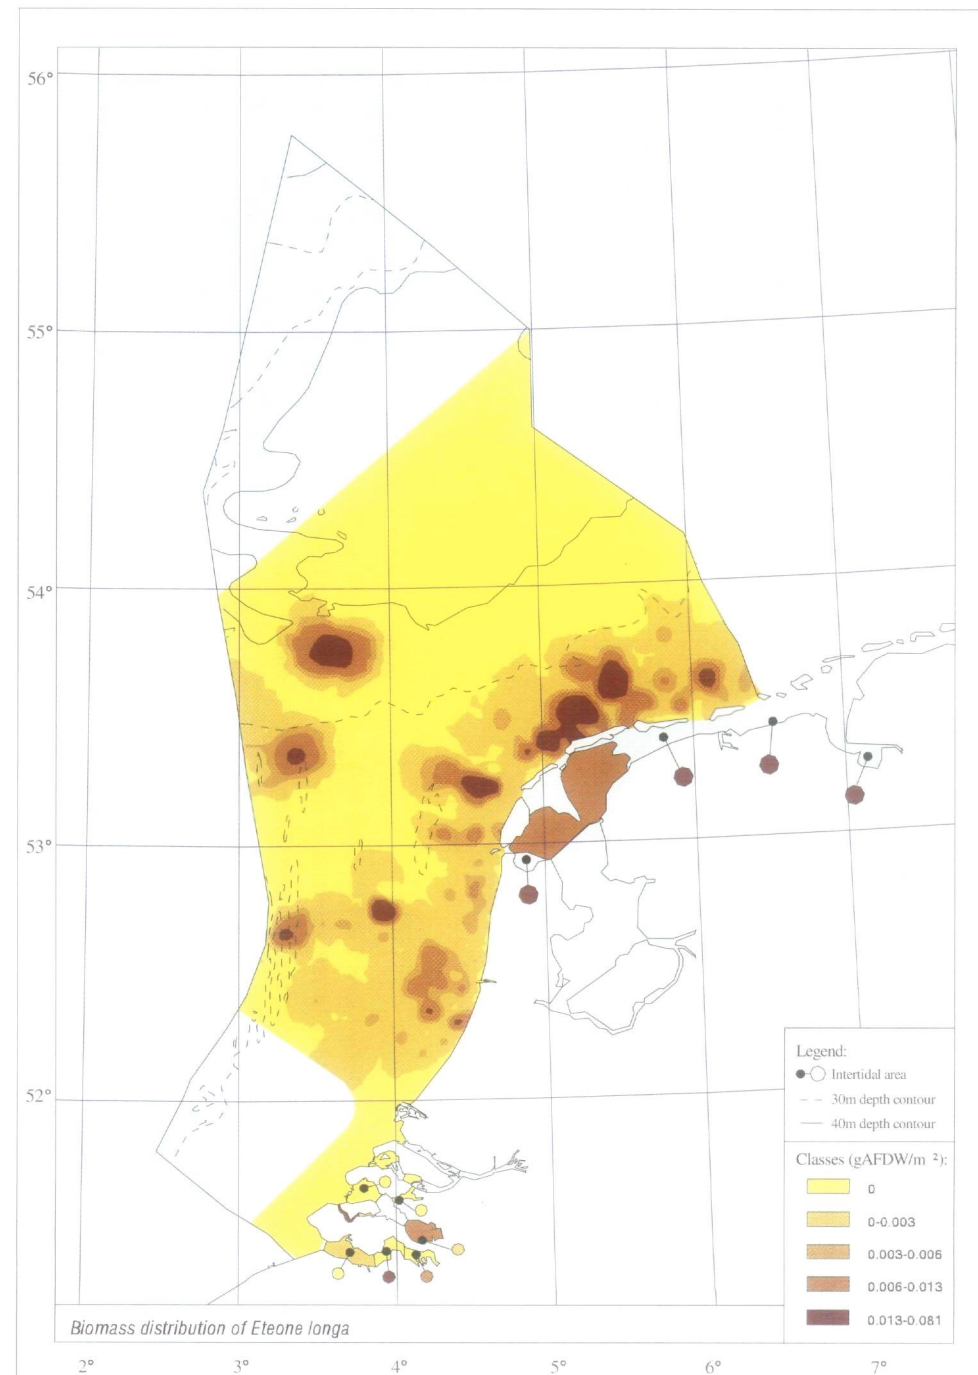 56°
55°
54°
53°
52°
Legend:
Intertidal area
30m depth contour
40m depth contour
Classes (gAFDW/m ²):
0
0-0.003
0.003-0.006
0.006-0.013
0.013-0.081
Biomass distribution of Eteone longa
2° 3° 4° 5° 6° 7°